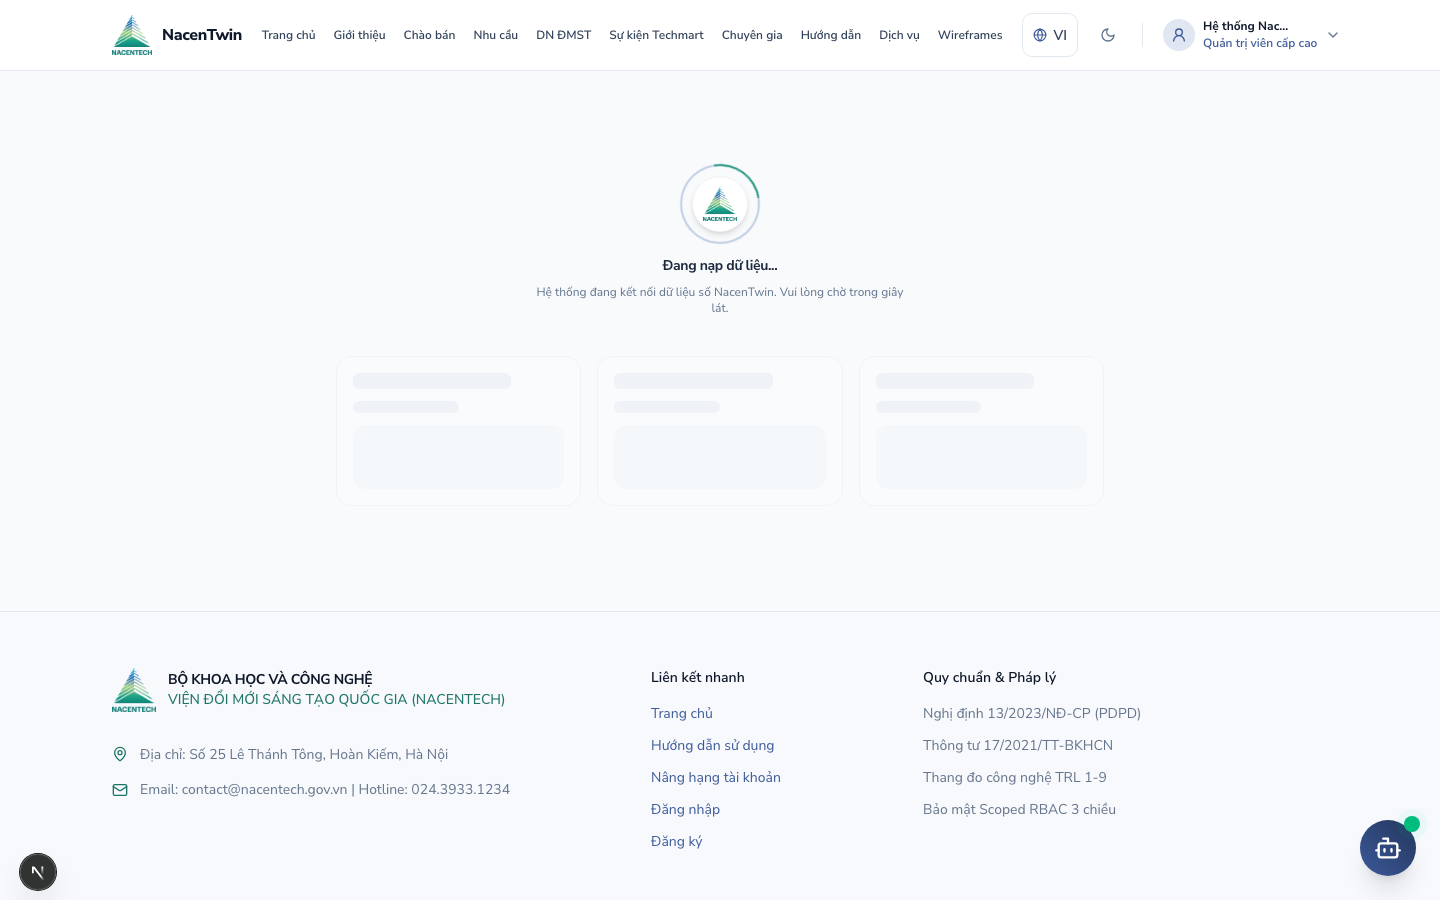 NACENTECH
NacenTwin
Trang chủ
Giới thiệu
Chào bán
Nhu cầu
DN ĐMST
Sự kiện Techmart
Chuyên gia
Hướng dẫn
Dịch vụ
Wireframes
VI
Hệ thống Nac...
Quản trị viên cấp cao
NACENTECH
Đang nạp dữ liệu...
Hệ thống đang kết nối dữ liệu số NacenTwin. Vui lòng chờ trong giây
lát.
NACENTECH
BỘ KHOA HỌC VÀ CÔNG NGHỆ
VIỆN ĐỔI MỚI SÁNG TẠO QUỐC GIA (NACENTECH)
Địa chỉ: Số 25 Lê Thánh Tông, Hoàn Kiếm, Hà Nội
Email: contact@nacentech.gov.vn | Hotline: 024.3933.1234
Liên kết nhanh
Trang chủ
Hướng dẫn sử dụng
Nâng hạng tài khoản
Đăng nhập
Đăng ký
Quy chuẩn & Pháp lý
Nghị định 13/2023/NĐ-CP (PDPD)
Thông tư 17/2021/TT-BKHCN
Thang đo công nghệ TRL 1-9
Bảo mật Scoped RBAC 3 chiều
N